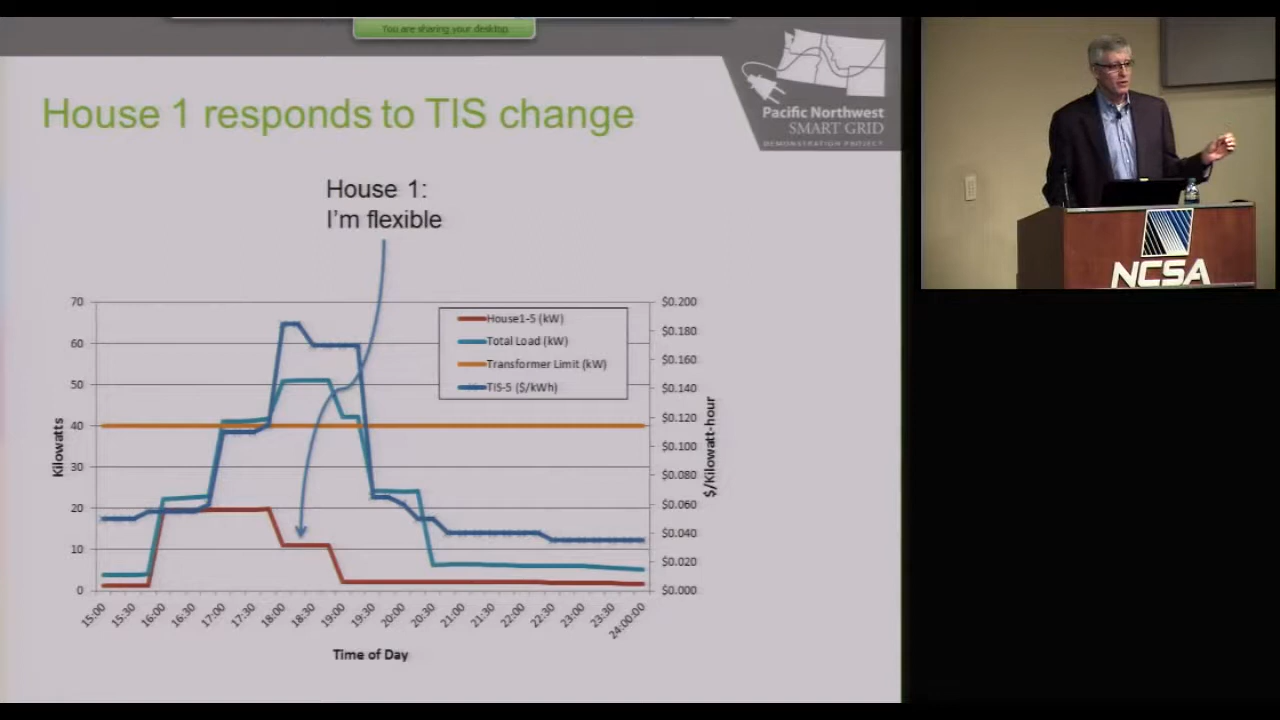 You are sharing your desktop
Pacific Northwest
SMART GRID
DEMONSTRATION PROJECT
House 1 responds to TIS change
House 1:
I'm flexible
House1-5 (kW)
Total Load (kW)
Transformer Limit (kW)
TIS-5 ($/kWh)
70
60
50
40
30
20
10
0
Kilowatts
$0.200
$0.180
$0.160
$0.140
$0.120
$0.100
$0.080
$0.060
$0.040
$0.020
$0.000
$/Kilowatt-hour
15:00
15:30
16:00
16:30
17:00
17:30
18:00
18:30
19:00
19:30
20:00
20:30
21:00
21:30
22:00
22:30
23:00
23:30
24:00:00
Time of Day
NCSA